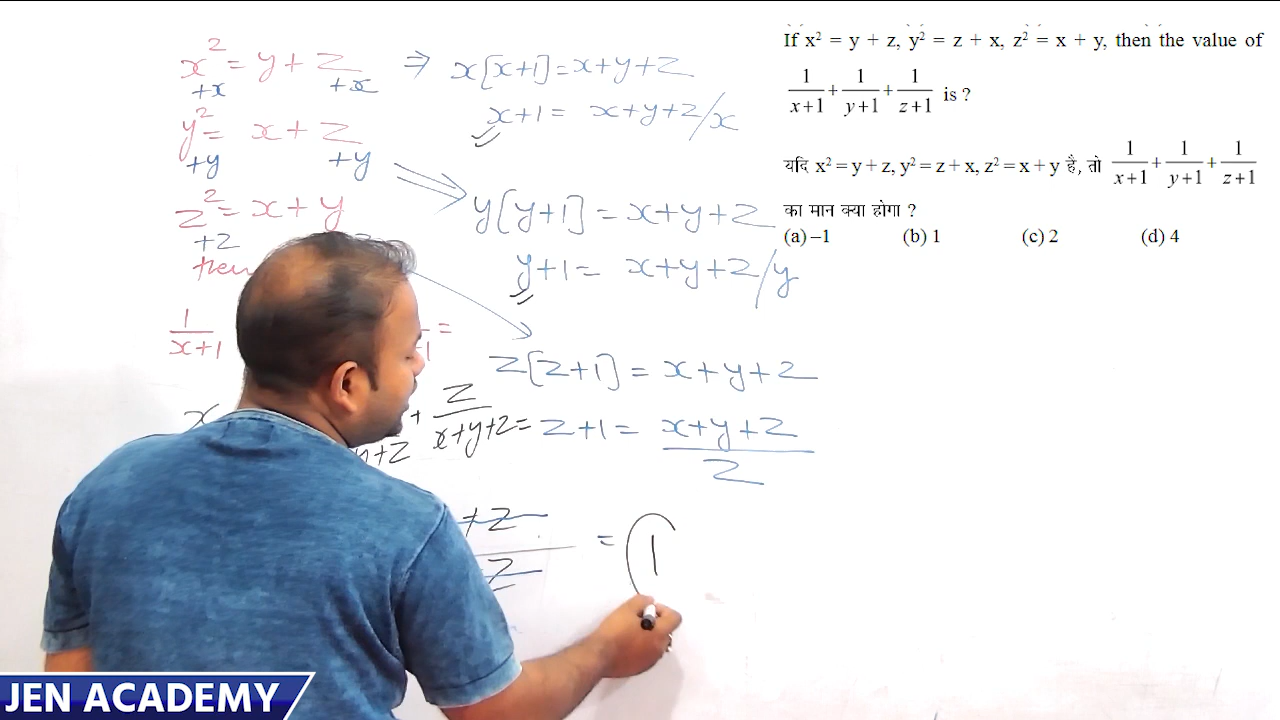 x² = y + z ⇒ x[x+1] = x+y+z
+x +x
x+1 = x+y+z/x
y² = x + z
+y +y
z² = x + y
y[y+1] = x+y+z
+z
y+1 = x+y+z/y
1/x+1 =
z[z+1] = x+y+z
x + z/x+y+z = z+1 = x+y+z/z
+z/z = 1
If x² = y + z, y² = z + x, z² = x + y, then the value of
1/x+1 + 1/y+1 + 1/z+1 is ?
यदि x² = y + z, y² = z + x, z² = x + y है, तो 1/x+1 + 1/y+1 + 1/z+1
का मान क्या होगा ?
(a) –1 (b) 1 (c) 2 (d) 4
JEN ACADEMY